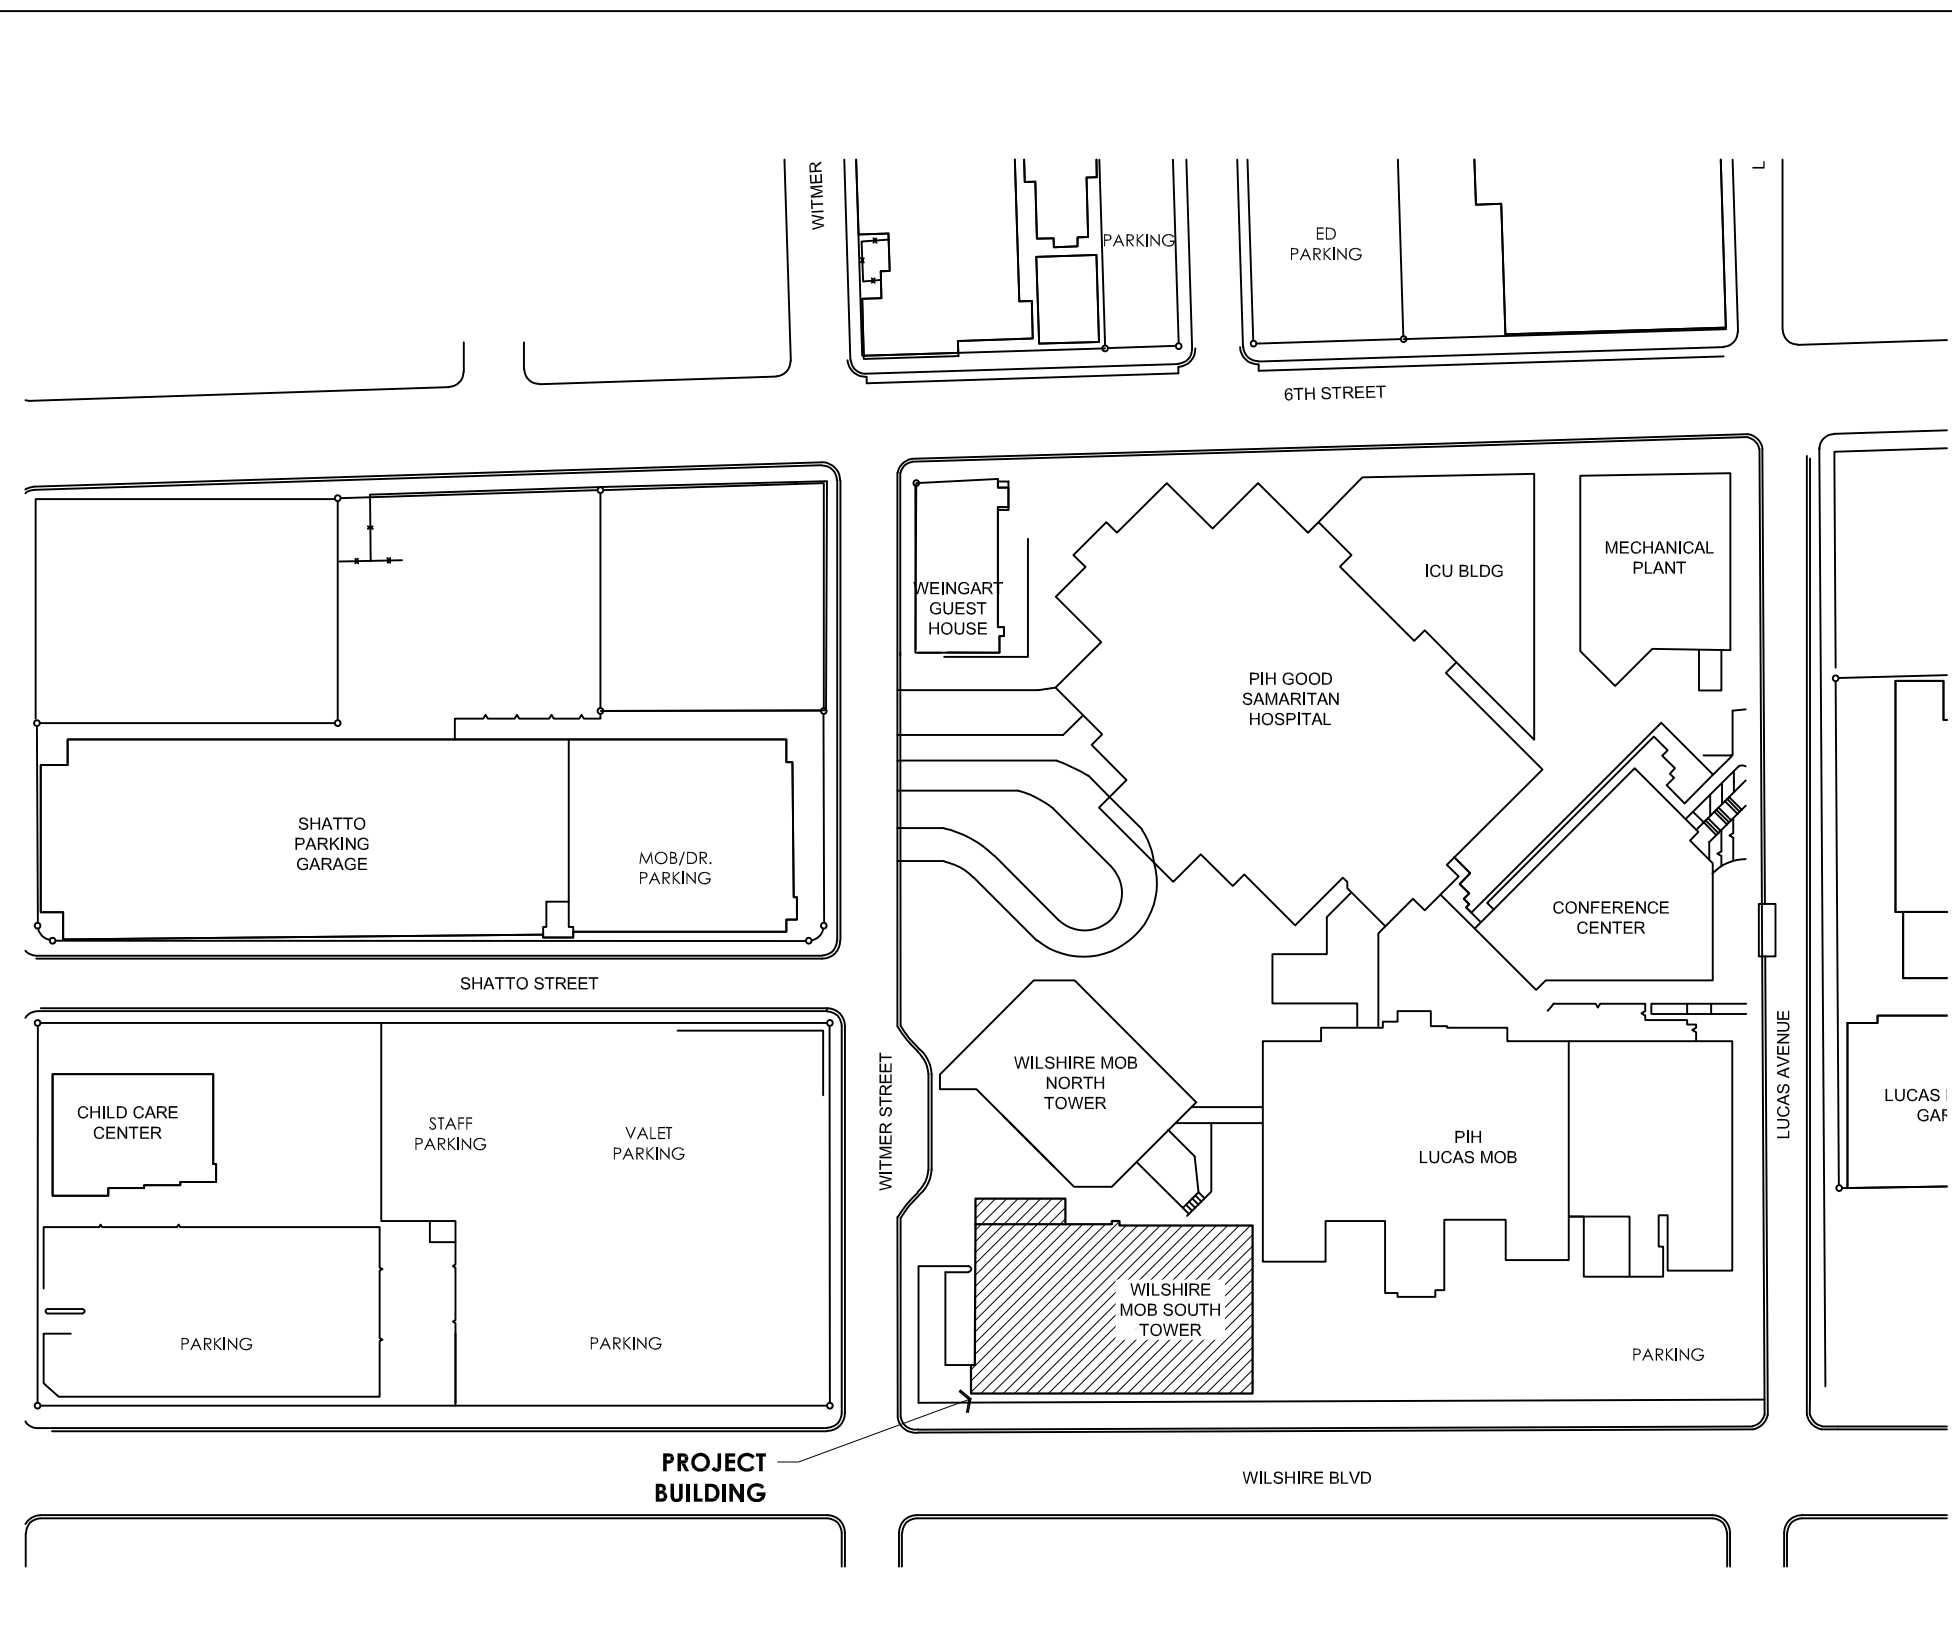 WITMER
L
PARKING
ED
PARKING
6TH STREET
WEINGART
GUEST
HOUSE
PIH GOOD
SAMARITAN
HOSPITAL
ICU BLDG
MECHANICAL
PLANT
SHATTO
PARKING
GARAGE
MOB/DR.
PARKING
CONFERENCE
CENTER
SHATTO STREET
CHILD CARE
CENTER
STAFF
PARKING
VALET
PARKING
WITMER STREET
WILSHIRE MOB
NORTH
TOWER
PIH
LUCAS MOB
LUCAS AVENUE
LUCAS
GAR
PARKING
PARKING
WILSHIRE
MOB SOUTH
TOWER
PARKING
PROJECT
BUILDING
WILSHIRE BLVD